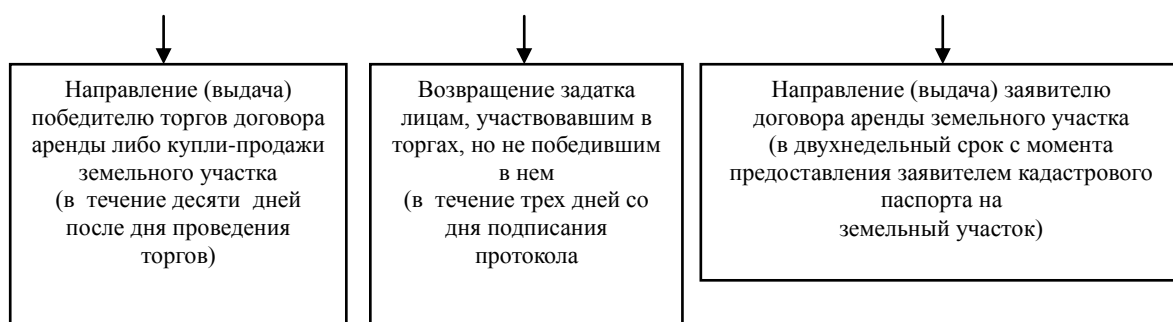 Направление (выдача)
победителю торгов договора
аренды либо купли-продажи
земельного участка
(в течение десяти дней
после дня проведения
торгов)
Возвращение задатка
лицам, участвовавшим в
торгах, но не победившим
в нем
(в течение трех дней со
дня подписания
протокола
Направление (выдача) заявителю
договора аренды земельного участка
(в двухнедельный срок с момента
предоставления заявителем кадастрового
паспорта на
земельный участок)